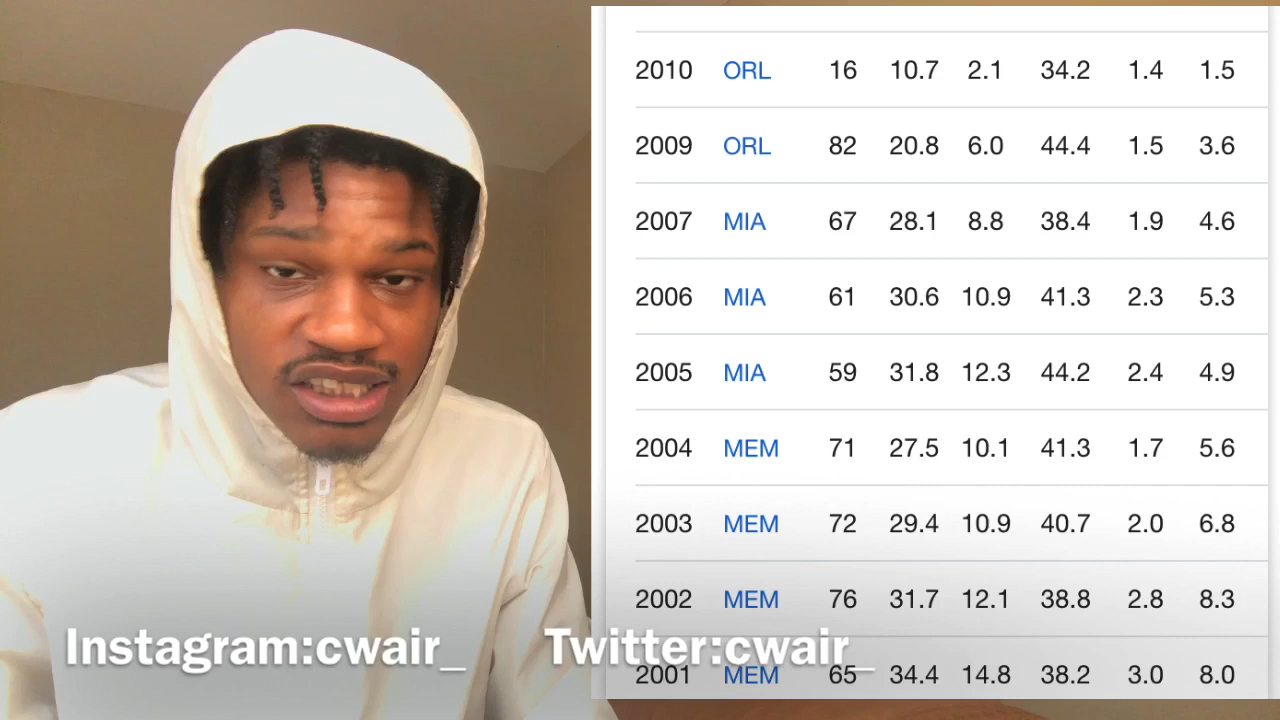 2010 ORL 16 10.7 2.1 34.2 1.4 1.5
2009 ORL 82 20.8 6.0 44.4 1.5 3.6
2007 MIA 67 28.1 8.8 38.4 1.9 4.6
2006 MIA 61 30.6 10.9 41.3 2.3 5.3
2005 MIA 59 31.8 12.3 44.2 2.4 4.9
2004 MEM 71 27.5 10.1 41.3 1.7 5.6
2003 MEM 72 29.4 10.9 40.7 2.0 6.8
2002 MEM 76 31.7 12.1 38.8 2.8 8.3
Instagram:cwair_ Twitter:cwair_
2001 MEM 65 34.4 14.8 38.2 3.0 8.0